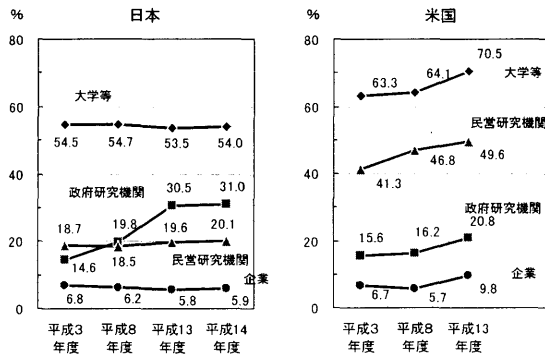 % 日本
80
60
40
20
0
大学等
54.5 54.7 53.5 54.0
政府研究機関 30.5 31.0
18.7 19.8 19.6 20.1
14.6 18.5 民営研究機関
企業
6.8 6.2 5.8 5.9
平成3 平成8 平成13 平成14
年度 年度 年度 年度
% 米国
80
60
40
20
0
63.3 64.1 70.5
大学等
民営研究機関
41.3 46.8 49.6
政府研究機関
15.6 16.2 20.8
企業
6.7 5.7 9.8
平成3 平成8 平成13
年度 年度 年度